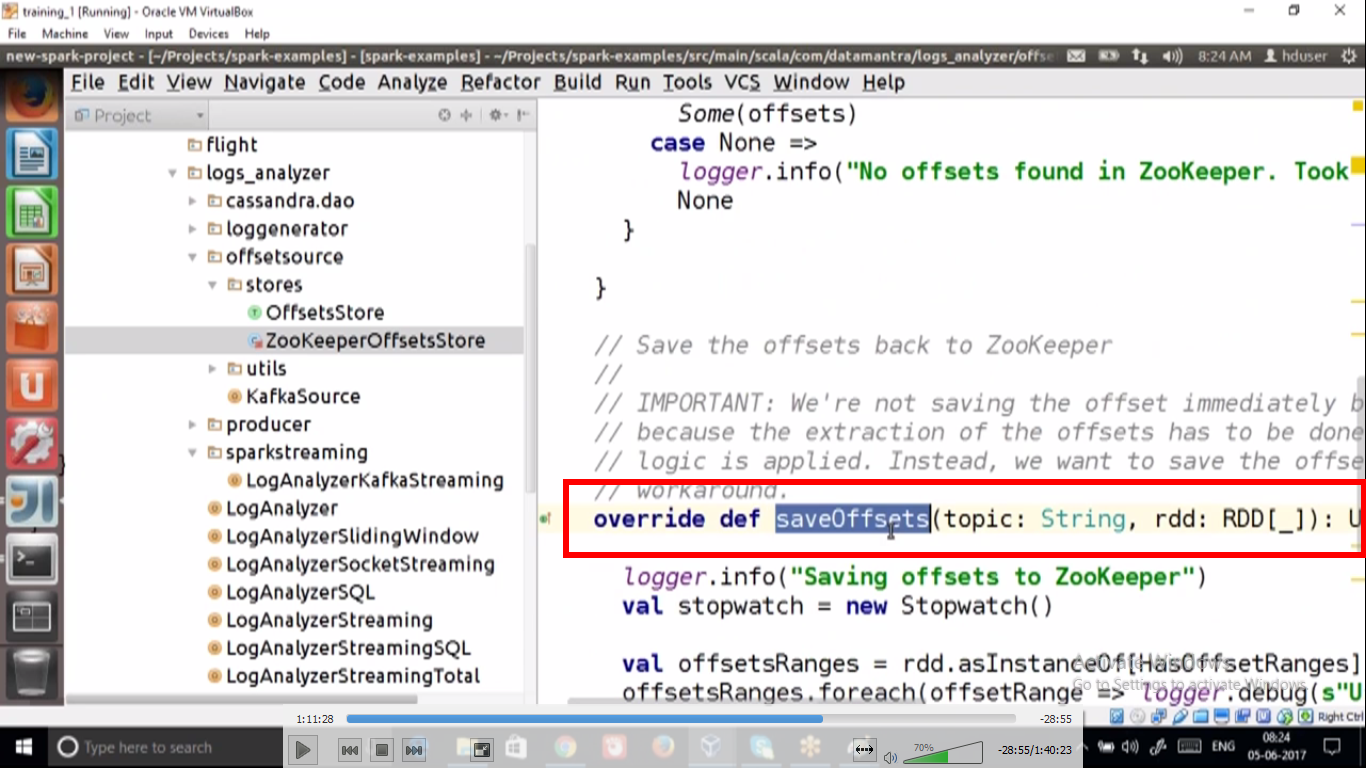 training_1 [Running] - Oracle VM VirtualBox
File Machine View Input Devices Help
new-spark-project - [~/Projects/spark-examples] - [spark-examples] - ~/Projects/spark-examples/src/main/scala/com/datamantra/logs_analyzer/offse
8:24 AM hduser
File Edit View Navigate Code Analyze Refactor Build Run Tools VCS Window Help
Project
flight
logs_analyzer
cassandra.dao
loggenerator
offsetsource
stores
OffsetsStore
ZooKeeperOffsetsStore
utils
KafkaSource
producer
sparkstreaming
LogAnalyzerKafkaStreaming
LogAnalyzer
LogAnalyzerSlidingWindow
LogAnalyzerSocketStreaming
LogAnalyzerSQL
LogAnalyzerStreaming
LogAnalyzerStreamingSQL
LogAnalyzerStreamingTotal
Some(offsets)
case None =>
logger.info("No offsets found in ZooKeeper. Took
None
}
}
// Save the offsets back to ZooKeeper
//
// IMPORTANT: We're not saving the offset immediately b
// because the extraction of the offsets has to be done
// logic is applied. Instead, we want to save the offse
// workaround.
override def saveOffsets(topic: String, rdd: RDD[_]): U
logger.info("Saving offsets to ZooKeeper")
val stopwatch = new Stopwatch()
val offsetsRanges = rdd.asInstanceOf[HasOffsetRanges]
offsetsRanges.foreach(offsetRange => logger.debug(s"U
Activate Windows
Go to Settings to activate Windows.
Right Ctrl
1:11:28
-28:55
Type here to search
70%
-28:55/1:40:23
ENG
08:24
05-06-2017